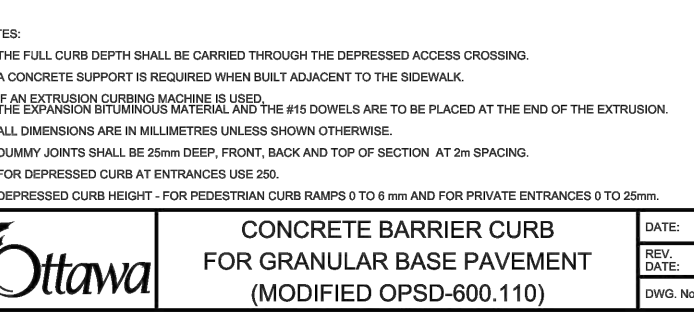 TES:
THE FULL CURB DEPTH SHALL BE CARRIED THROUGH THE DEPRESSED ACCESS CROSSING.
A CONCRETE SUPPORT IS REQUIRED WHEN BUILT ADJACENT TO THE SIDEWALK.
F AN EXTRUSION CURBING MACHINE IS USED,
THE EXPANSION BITUMINOUS MATERIAL AND THE #15 DOWELS ARE TO BE PLACED AT THE END OF THE EXTRUSION.
ALL DIMENSIONS ARE IN MILLIMETRES UNLESS SHOWN OTHERWISE.
DUMMY JOINTS SHALL BE 25mm DEEP, FRONT, BACK AND TOP OF SECTION AT 2m SPACING.
FOR DEPRESSED CURB AT ENTRANCES USE 250.
DEPRESSED CURB HEIGHT - FOR PEDESTRIAN CURB RAMPS 0 TO 6 mm AND FOR PRIVATE ENTRANCES 0 TO 25mm.
Ottawa
CONCRETE BARRIER CURB
FOR GRANULAR BASE PAVEMENT
(MODIFIED OPSD-600.110)
DATE:
REV.
DATE:
DWG. No